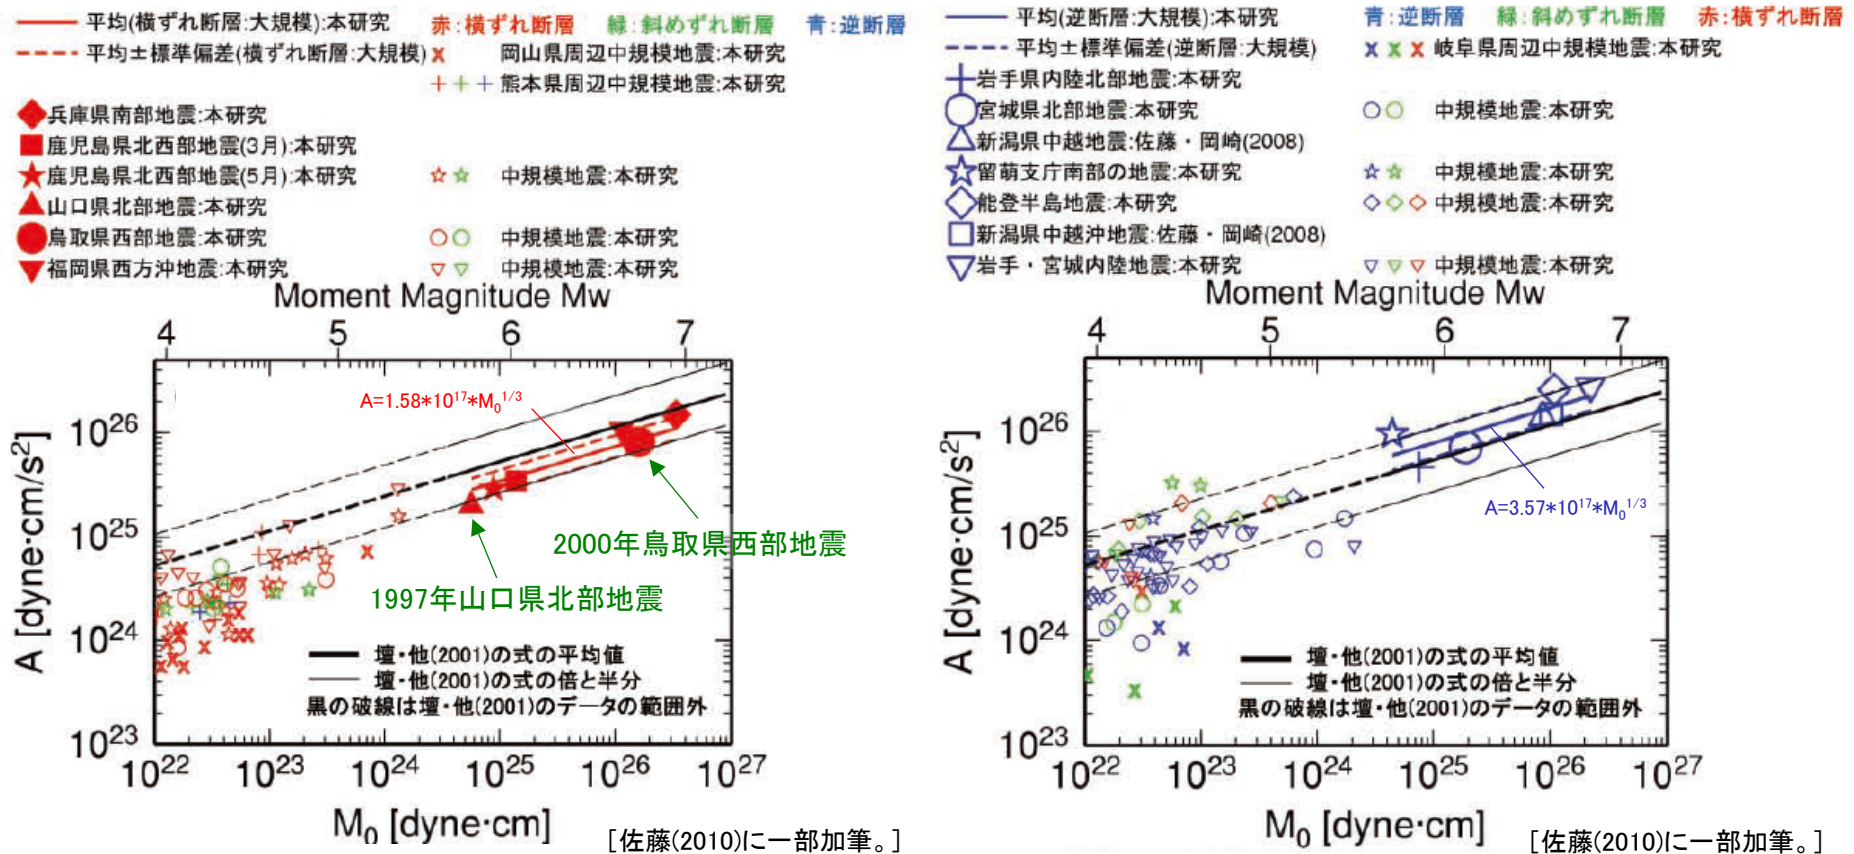 平均(横ずれ断層:大規模):本研究
赤:横ずれ断層 緑:斜めずれ断層 青:逆断層
平均±標準偏差(横ずれ断層:大規模)
岡山県周辺中規模地震:本研究
熊本県周辺中規模地震:本研究
兵庫県南部地震:本研究
鹿児島県北西部地震(3月):本研究
鹿児島県北西部地震(5月):本研究
中規模地震:本研究
山口県北部地震:本研究
鳥取県西部地震:本研究
中規模地震:本研究
福岡県西方沖地震:本研究
中規模地震:本研究
Moment Magnitude Mw
4 5 6 7
A=1.58*10^17*M₀^1/3
2000年鳥取県西部地震
1997年山口県北部地震
壇・他(2001)の式の平均値
壇・他(2001)の式の倍と半分
黒の破線は壇・他(2001)のデータの範囲外
A [dyne·cm/s²]
10^26
10^25
10^24
10^23
10^22 10^23 10^24 10^25 10^26 10^27
M₀ [dyne·cm]
[佐藤(2010)に一部加筆。]
平均(逆断層:大規模):本研究
青:逆断層 緑:斜めずれ断層 赤:横ずれ断層
平均±標準偏差(逆断層:大規模)
岐阜県周辺中規模地震:本研究
岩手県内陸北部地震:本研究
宮城県北部地震:本研究
中規模地震:本研究
新潟県中越地震:佐藤・岡崎(2008)
留萌支庁南部の地震:本研究
中規模地震:本研究
能登半島地震:本研究
中規模地震:本研究
新潟県中越沖地震:佐藤・岡崎(2008)
岩手・宮城内陸地震:本研究
中規模地震:本研究
Moment Magnitude Mw
4 5 6 7
A=3.57*10^17*M₀^1/3
壇・他(2001)の式の平均値
壇・他(2001)の式の倍と半分
黒の破線は壇・他(2001)のデータの範囲外
A [dyne·cm/s²]
10^26
10^25
10^24
10^23
10^22 10^23 10^24 10^25 10^26 10^27
M₀ [dyne·cm]
[佐藤(2010)に一部加筆。]